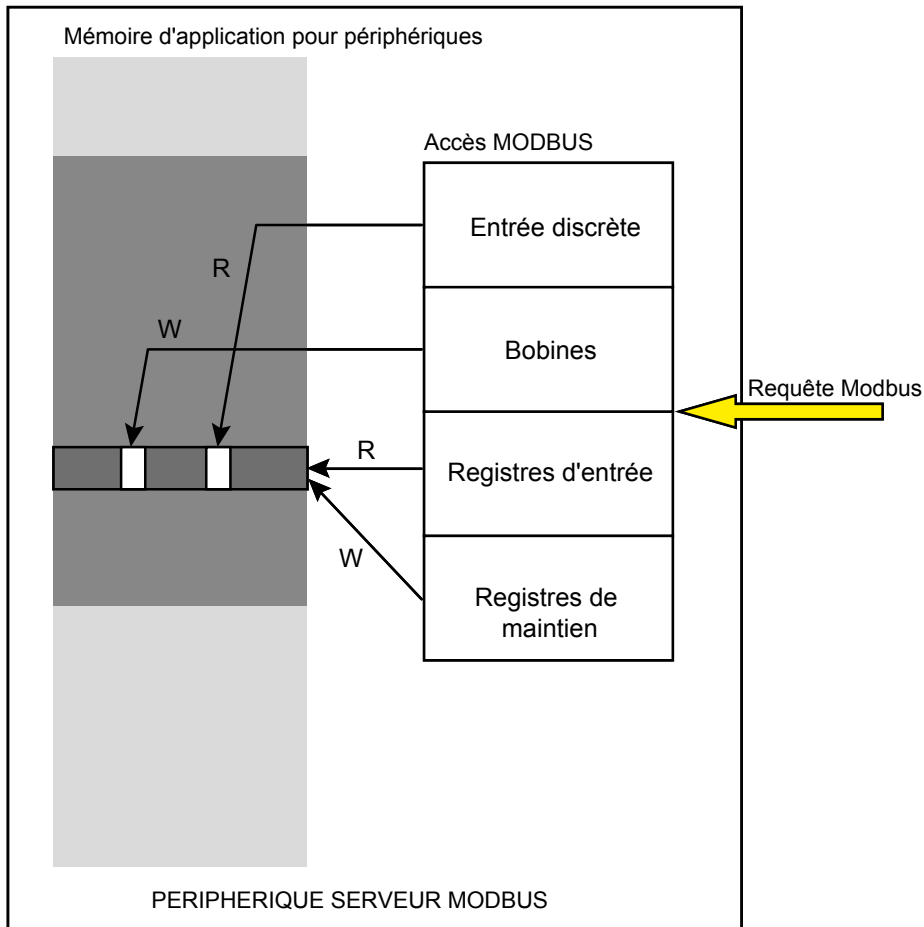 Mémoire d'application pour périphériques
Accès MODBUS
Entrée discrète
R
W
Bobines
Requête Modbus
R
Registres d'entrée
W
Registres de
maintien
PERIPHERIQUE SERVEUR MODBUS